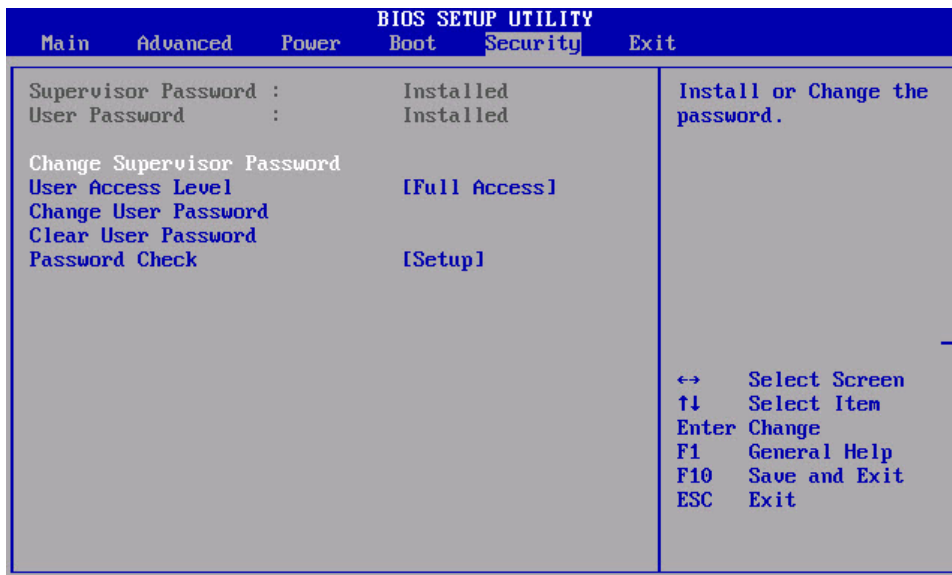 BIOS SETUP UTILITY
Main Advanced Power Boot Security Exit
Supervisor Password : Installed
User Password : Installed
Change Supervisor Password
User Access Level [Full Access]
Change User Password
Clear User Password
Password Check [Setup]
Install or Change the
password.
←→ Select Screen
↑↓ Select Item
Enter Change
F1 General Help
F10 Save and Exit
ESC Exit